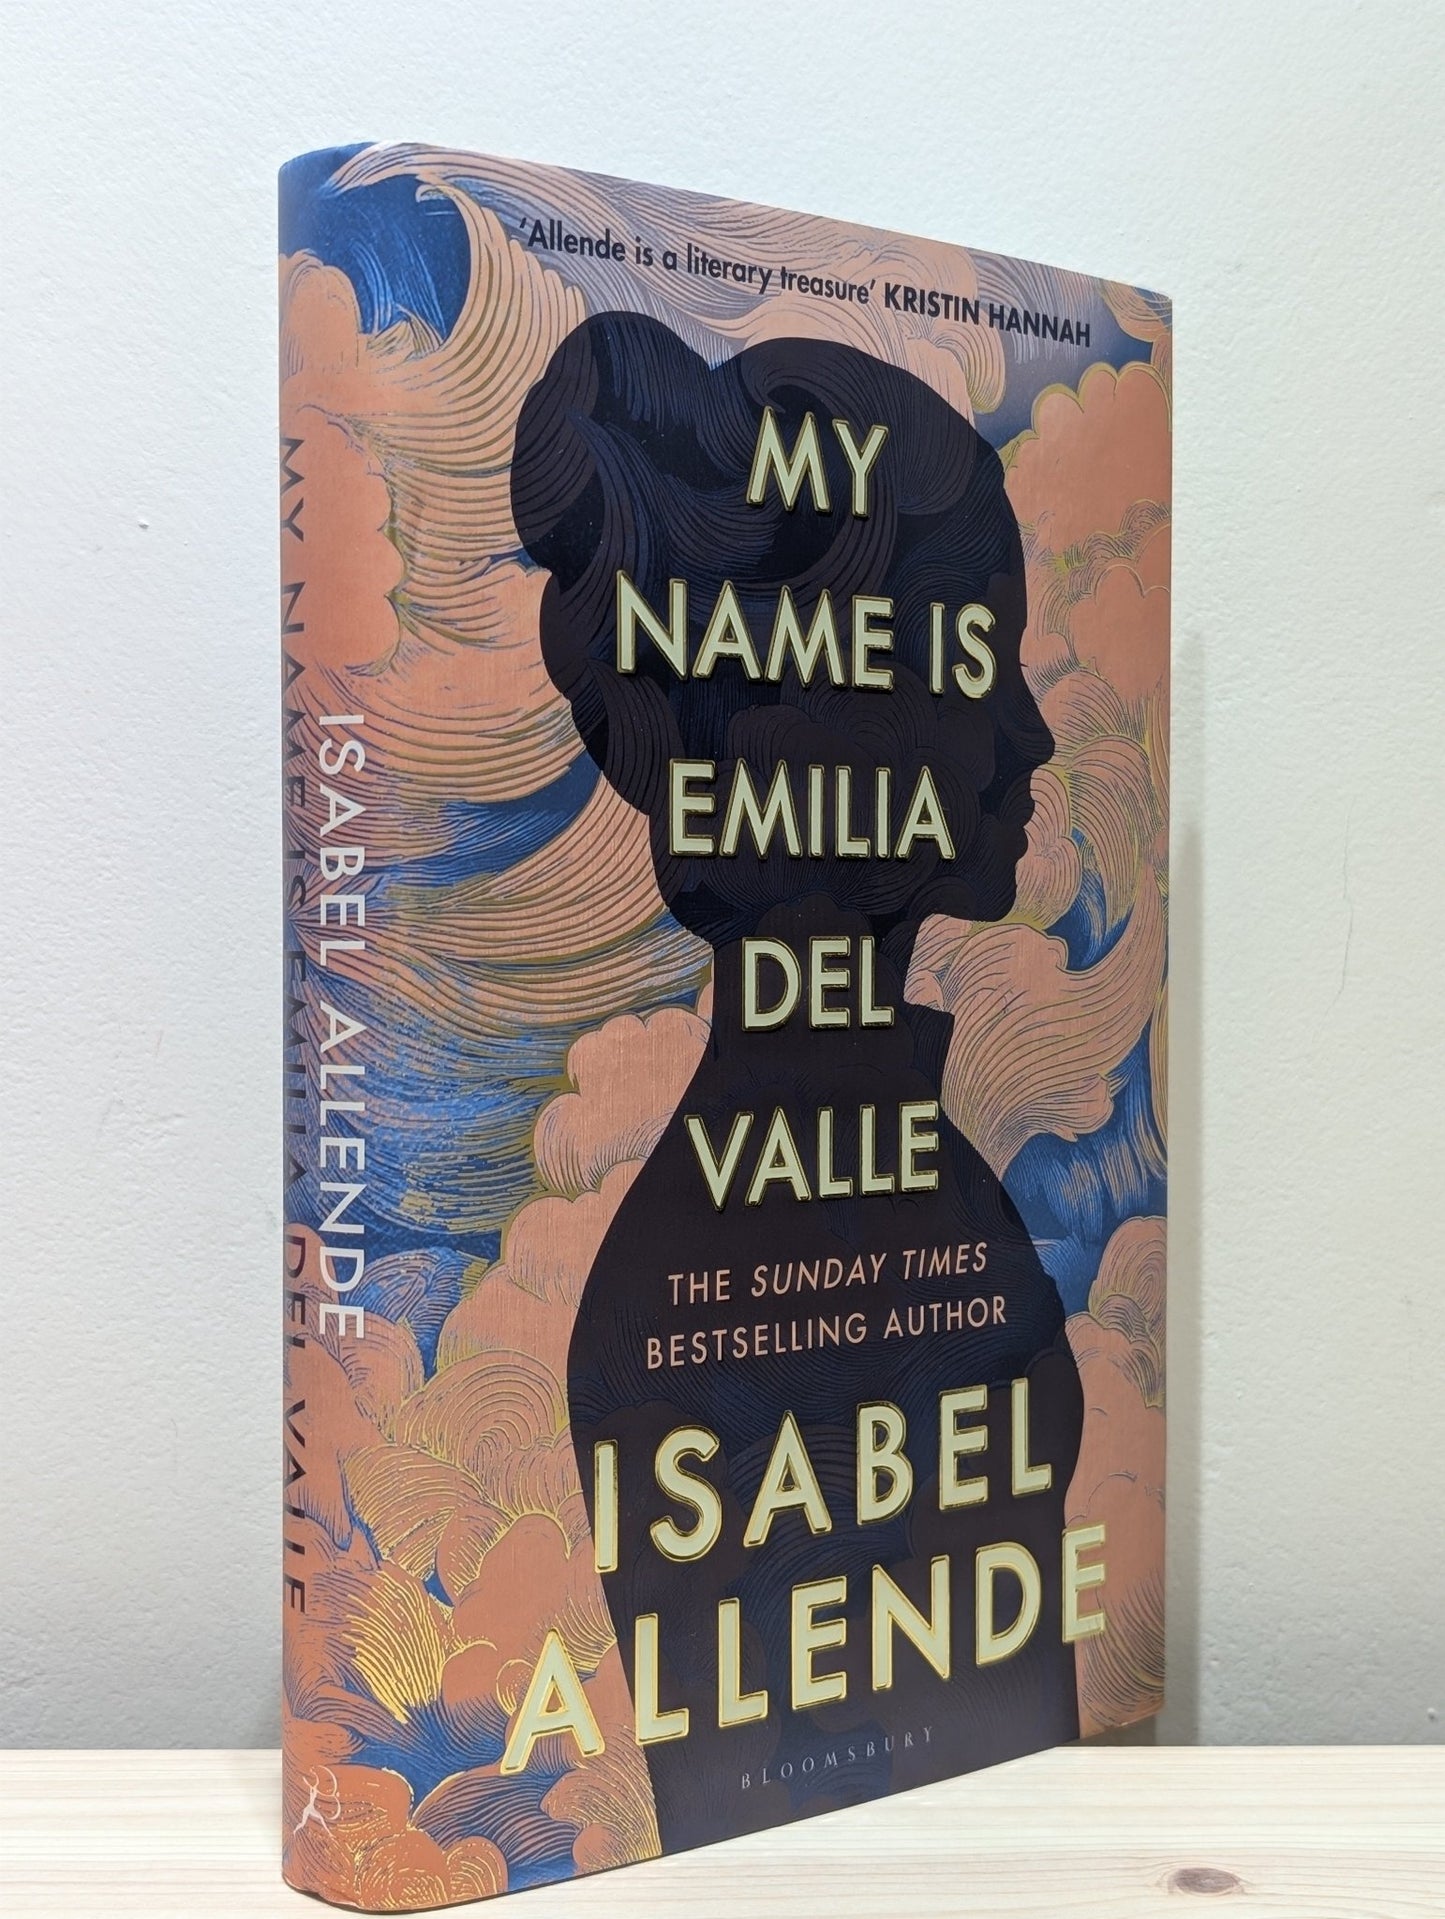 'Allende is a literary treasure' KRISTIN HANNAH
MY
NAME IS
EMILIA
DEL
VALLE
THE SUNDAY TIMES
BESTSELLING AUTHOR
ISABEL
ALLENDE
BLOOMSBURY
ISABEL ALLENDE
MY NAME IS EMILIA DEL VALLE